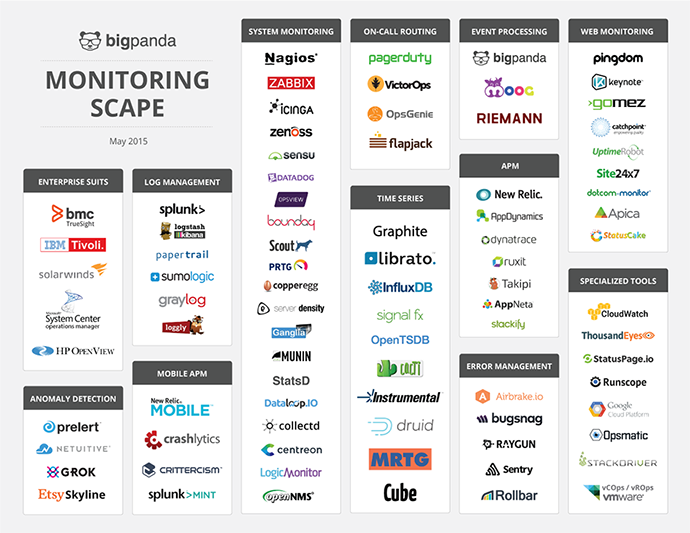 bigpanda
MONITORING
SCAPE
May 2015
ENTERPRISE SUITS
bmc
TrueSight
IBM Tivoli.
solarwinds
Microsoft
System Center
operations manager
HP OPENVIEW
ANOMALY DETECTION
prelert
NETUITIVE
GROK
Etsy Skyline
LOG MANAGEMENT
splunk>
logstash
kibana
papertrail
sumologic
graylog
loggly
MOBILE APM
New Relic.
MOBILE
crashlytics
CRITTERCISM
splunk>MINT
SYSTEM MONITORING
Nagios
ZABBIX
ICINGA
zenoss
sensu
DATADOG
OPSVIEW
boundary
Scout
PRTG
copperegg
server density
Ganglia
MUNIN
StatsD
Dataloop.IO
collectd
centreon
LogicMonitor
openNMS
ON-CALL ROUTING
pagerduty
VictorOps
OpsGenie
flapjack
TIME SERIES
Graphite
librato.
InfluxDB
signal fx
OpenTSDB
cacti
Instrumental
druid
MRTG
Cube
EVENT PROCESSING
bigpanda
MOOG
RIEMANN
APM
New Relic.
AppDynamics
dynatrace
ruxit
Takipi
AppNeta
stackify
ERROR MANAGEMENT
Airbrake.io
bugsnag
RAYGUN
Sentry
Rollbar
WEB MONITORING
pingdom
keynote
>gomez
catchpoint
UptimeRobot
Site24x7
dotcom-monitor
Apica
StatusCake
SPECIALIZED TOOLS
CloudWatch
ThousandEyes
StatusPage.io
Runscope
Google
Cloud Platform
Opsmatic
STACKDRIVER
vCOps / vROps
vmware